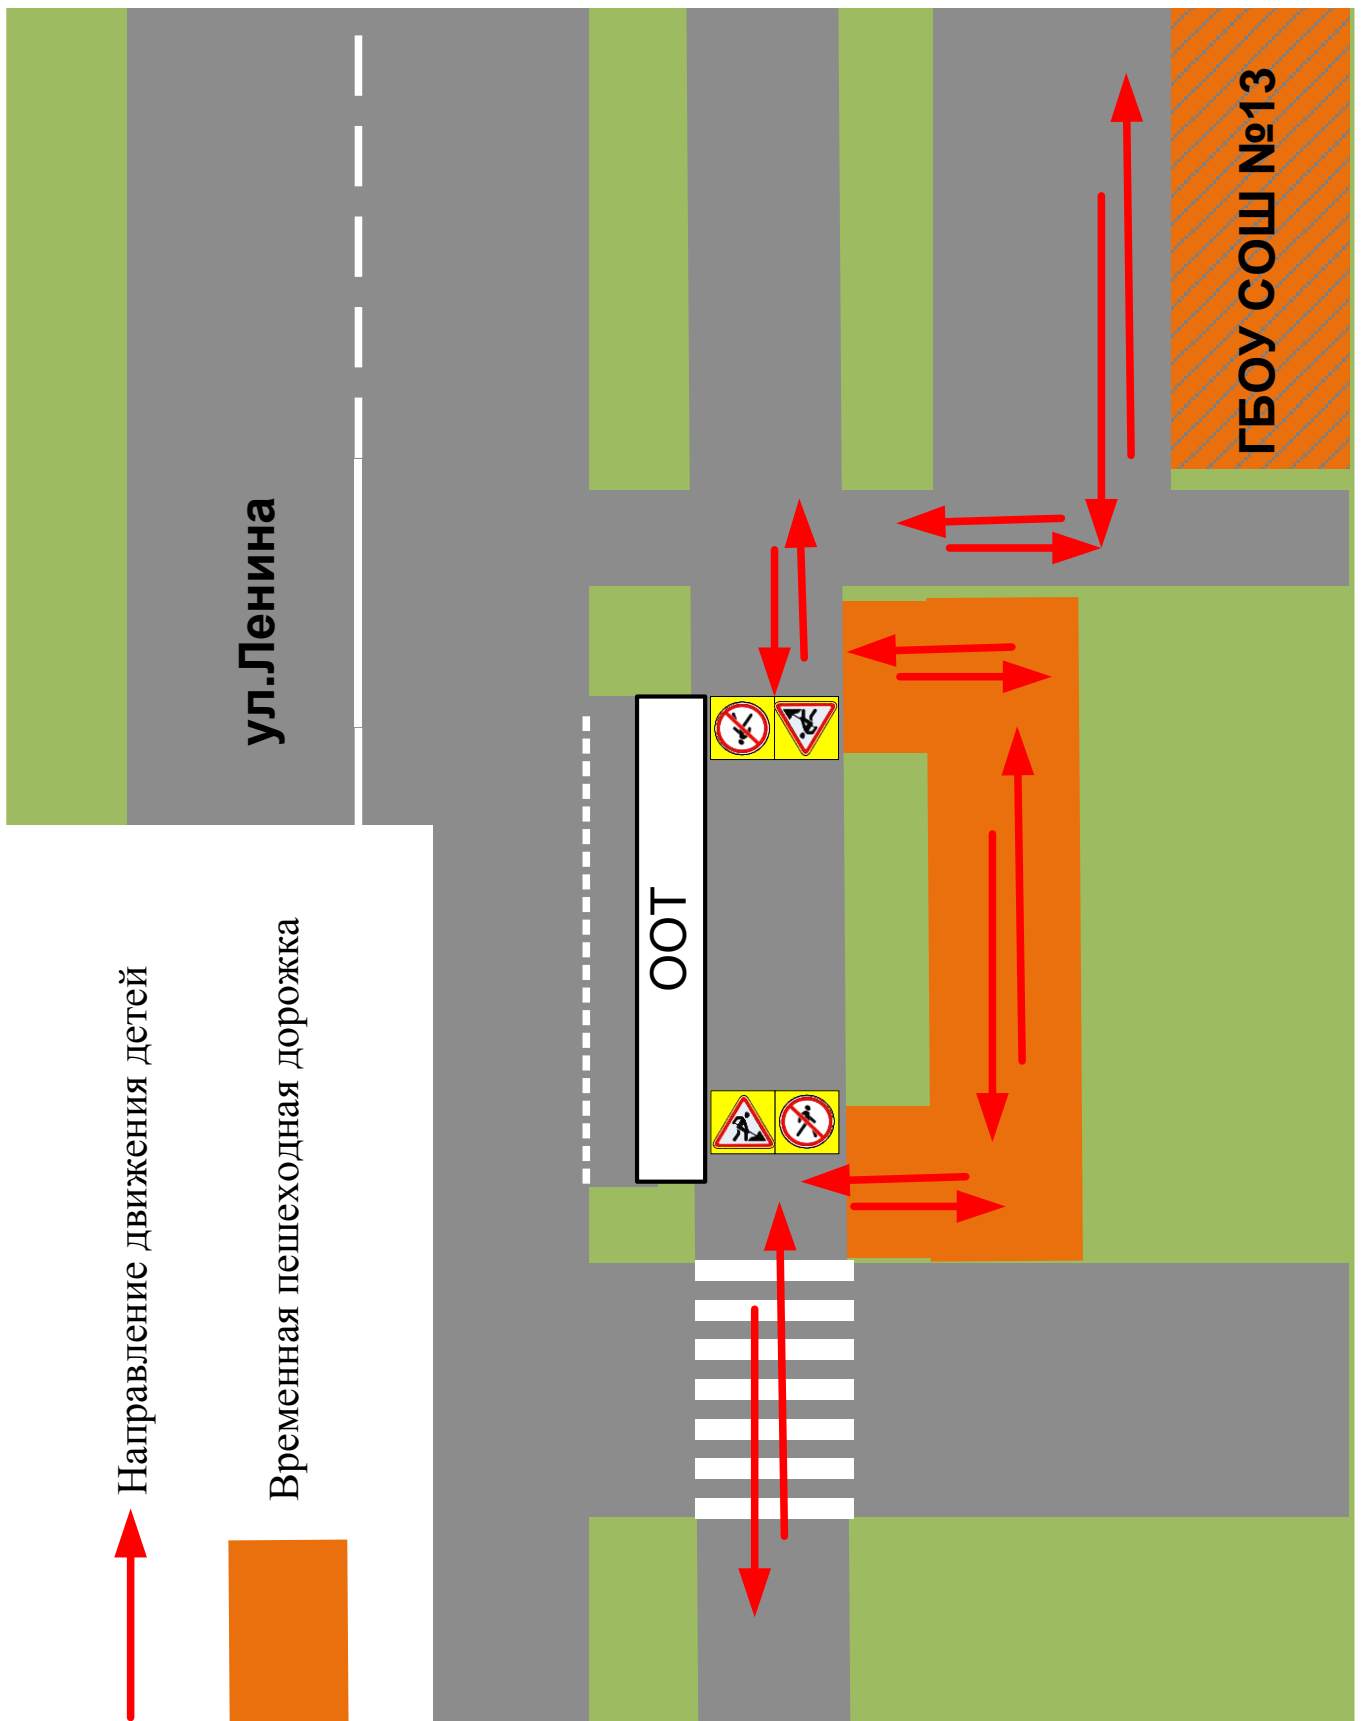 ул.Ленина
ООТ
ГБОУ СОШ №13
Направление движения детей
Временная пешеходная дорожка